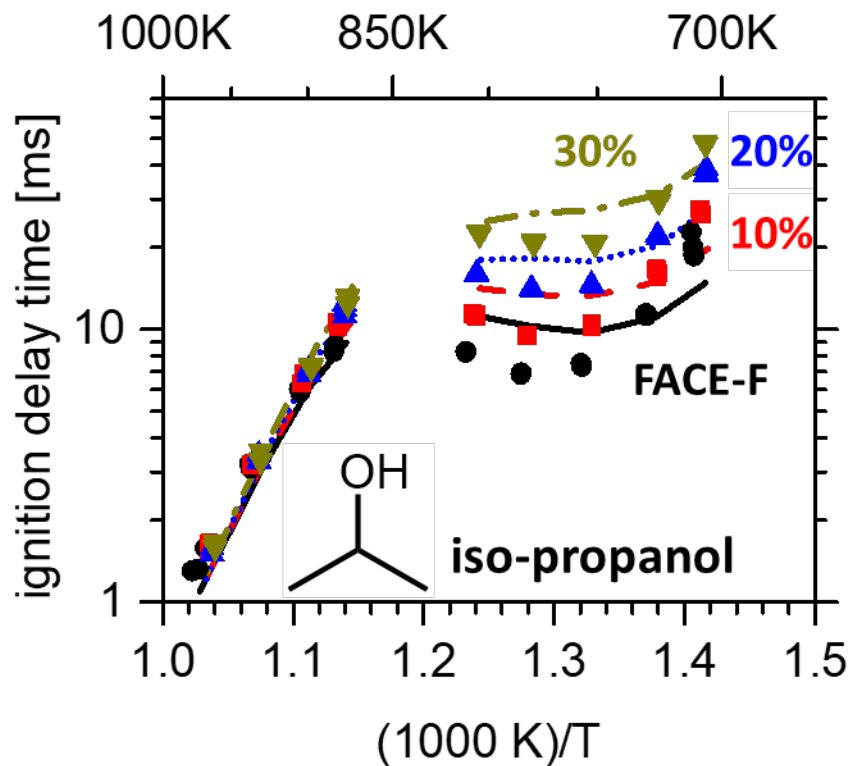 1000K 850K 700K
ignition delay time [ms]
10
1
30% 20%
10%
FACE-F
OH
iso-propanol
1.0 1.1 1.2 1.3 1.4 1.5
(1000 K)/T